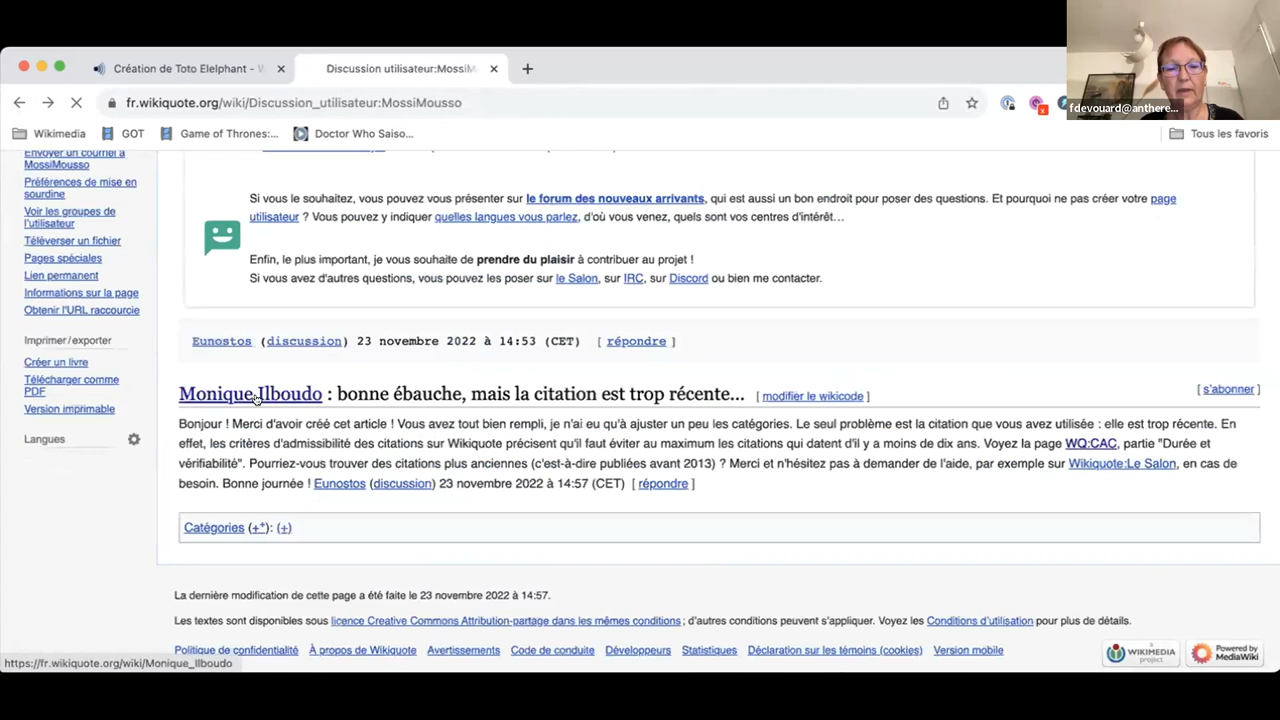 Création de Toto Elelphant - W
Discussion utilisateur:MossiM
fr.wikiquote.org/wiki/Discussion_utilisateur:MossiMousso
fdevouard@anthere...
Wikimedia
GOT
Game of Thrones:...
Doctor Who Saiso...
Tous les favoris
Envoyer un courriel à
MossiMousso
Préférences de mise en
sourdine
Voir les groupes de
l'utilisateur
Téléverser un fichier
Pages spéciales
Lien permanent
Informations sur la page
Obtenir l'URL raccourcie
Imprimer/exporter
Créer un livre
Télécharger comme
PDF
Version imprimable
Langues
Si vous le souhaitez, vous pouvez vous présenter sur le forum des nouveaux arrivants, qui est aussi un bon endroit pour poser des questions. Et pourquoi ne pas créer votre page
utilisateur ? Vous pouvez y indiquer quelles langues vous parlez, d'où vous venez, quels sont vos centres d'intérêt…
Enfin, le plus important, je vous souhaite de prendre du plaisir à contribuer au projet !
Si vous avez d'autres questions, vous pouvez les poser sur le Salon, sur IRC, sur Discord ou bien me contacter.
Eunostos (discussion) 23 novembre 2022 à 14:53 (CET) [ répondre ]
Monique Ilboudo : bonne ébauche, mais la citation est trop récente... [ modifier le wikicode ]
[ s'abonner ]
Bonjour ! Merci d'avoir créé cet article ! Vous avez tout bien rempli, je n'ai eu qu'à ajuster un peu les catégories. Le seul problème est la citation que vous avez utilisée : elle est trop récente. En
effet, les critères d'admissibilité des citations sur Wikiquote précisent qu'il faut éviter au maximum les citations qui datent d'il y a moins de dix ans. Voyez la page WQ:CAC, partie "Durée et
vérifiabilité". Pourriez-vous trouver des citations plus anciennes (c'est-à-dire publiées avant 2013) ? Merci et n'hésitez pas à demander de l'aide, par exemple sur Wikiquote:Le Salon, en cas de
besoin. Bonne journée ! Eunostos (discussion) 23 novembre 2022 à 14:57 (CET) [ répondre ]
Catégories (++): (+)
La dernière modification de cette page a été faite le 23 novembre 2022 à 14:57.
Les textes sont disponibles sous licence Creative Commons Attribution-partage dans les mêmes conditions ; d'autres conditions peuvent s'appliquer. Voyez les Conditions d'utilisation pour plus de détails.
Politique de confidentialité À propos de Wikiquote Avertissements Code de conduite Développeurs Statistiques Déclaration sur les témoins (cookies) Version mobile
A
WIKIMEDIA
project
Powered by
MediaWiki
https://fr.wikiquote.org/wiki/Monique_Ilboudo